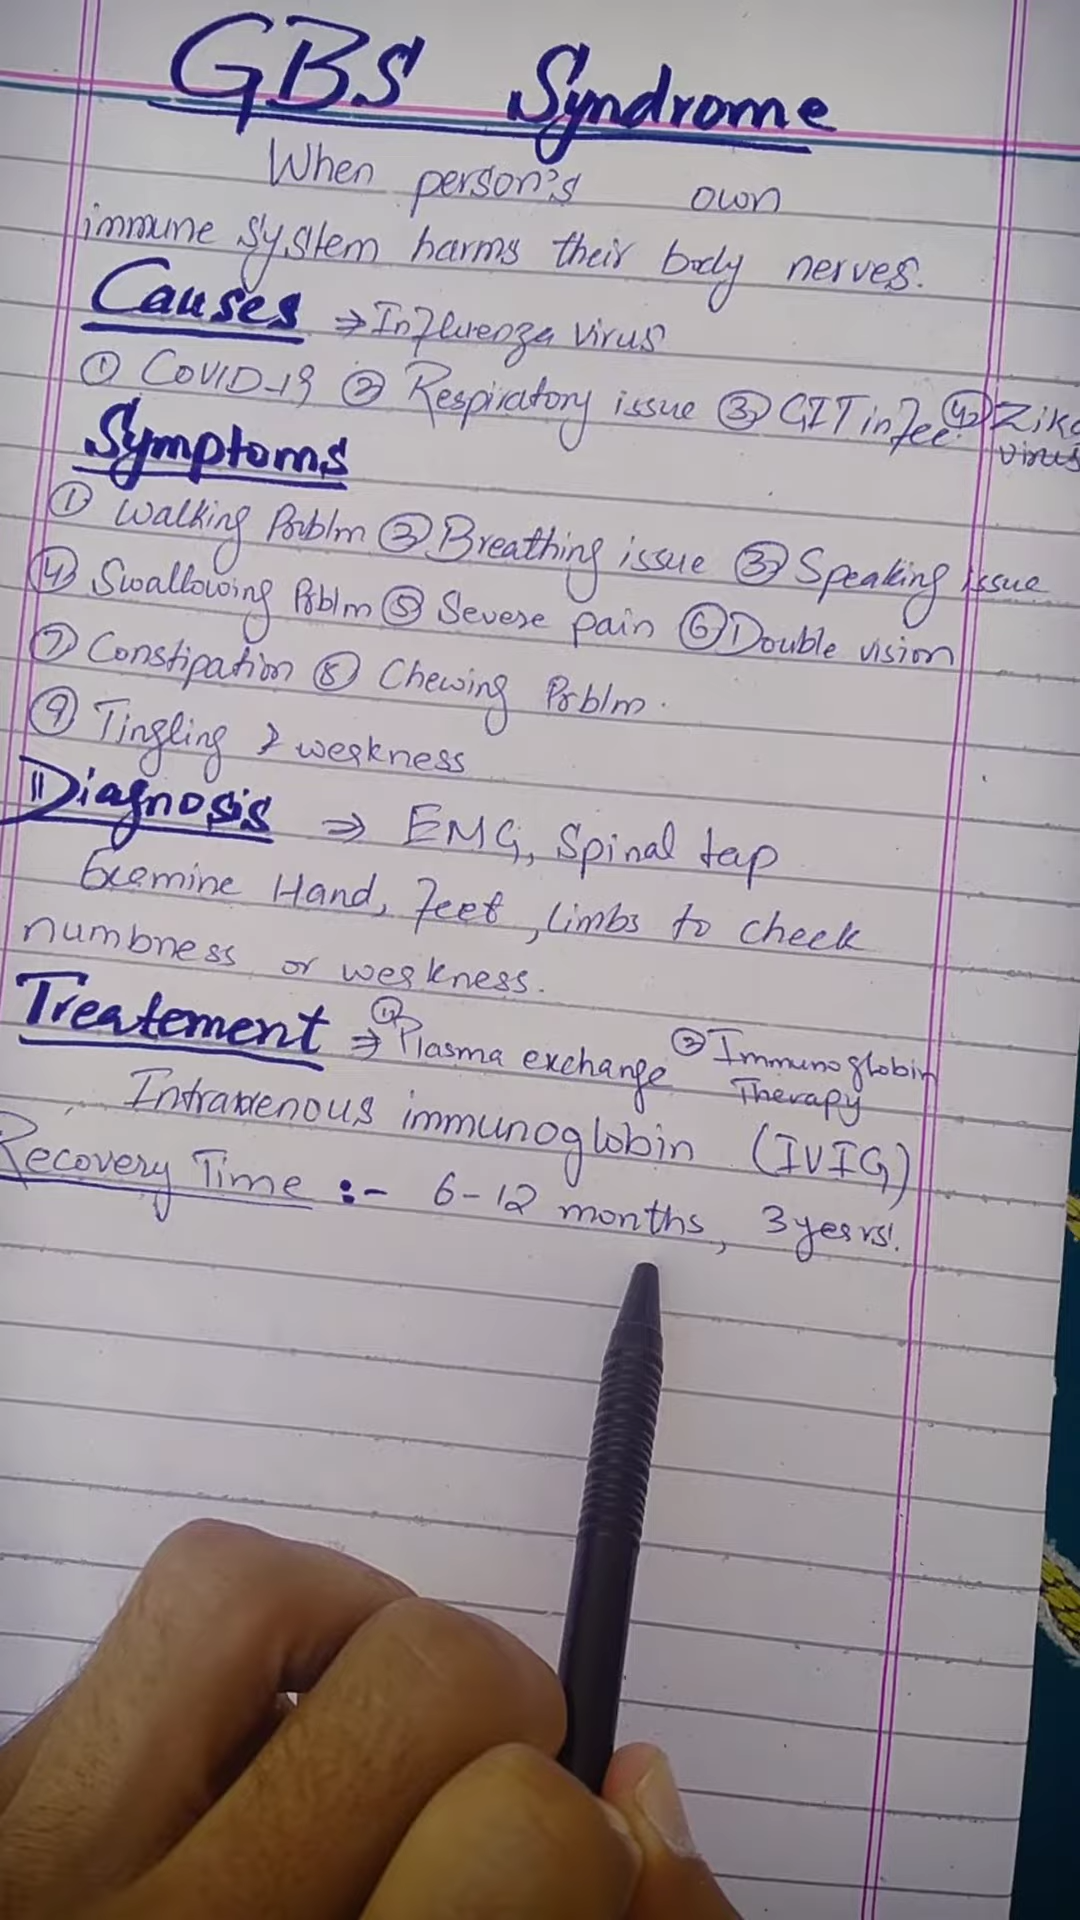 GBS Syndrome
When person's own
immune system harms their body nerves.
Causes ⇒ Influenza virus
① COVID-19 ② Respiratory issue ③ GIT infec. ④ Zika
virus
Symptoms
① Walking Porblm ② Breathing issue ③ Speaking issue
④ Swallowing Porblm ⑤ Severe pain ⑥ Double vision
⑦ Constipation ⑧ Chewing Porblm.
⑨ Tingling & weakness
Diagnosis ⇒ EMG, Spinal tap
Examine Hand, feet, limbs to check
numbness or weakness.
Treatement ⇒ ① Plasma exchange ② Immunoglobin
Therapy
Intravenous immunoglobin (IVIG)
Recovery Time :- 6-12 months, 3 years.